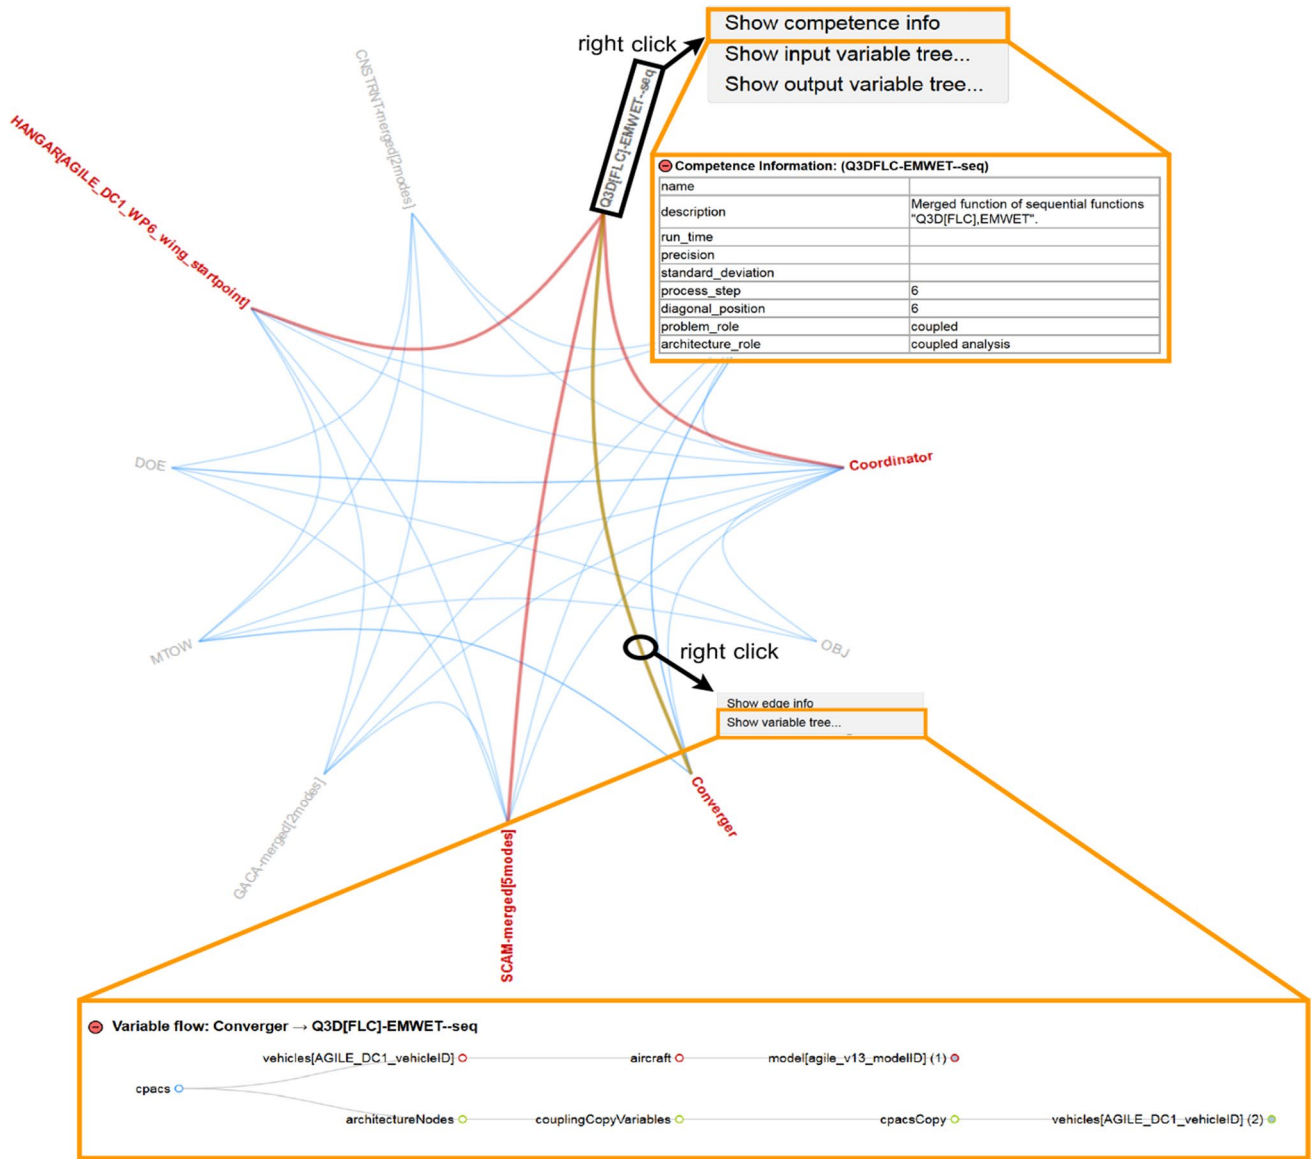 Show competence info
right click
Show input variable tree...
Show output variable tree...
CNSTRNT-merged[2modes]
Q3D[FLC]-EMWET--seq
HANGAR[AGILE_DC1_WP6_wing_startpoint]
Competence Information: (Q3DFLC-EMWET--seq)
name
description Merged function of sequential functions
"Q3D[FLC],EMWET".
run_time
precision
standard_deviation
process_step 6
diagonal_position 6
problem_role coupled
architecture_role coupled analysis
DOE
Coordinator
MTOW
OBJ
right click
Show edge info
Show variable tree...
GACA-merged[2modes]
Converger
SCAM-merged[5modes]
Variable flow: Converger → Q3D[FLC]-EMWET--seq
vehicles[AGILE_DC1_vehicleID] aircraft model[agile_v13_modelID] (1)
cpacs
architectureNodes couplingCopyVariables cpacsCopy vehicles[AGILE_DC1_vehicleID] (2)